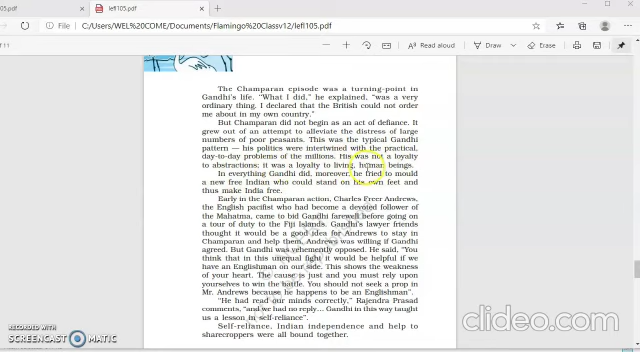 05.pdf
lefl105.pdf
C:/Users/WEL%20COME/Documents/Flamingo%20Classv12/lefl105.pdf
of 11
Read aloud
Draw
Erase
The Champaran episode was a turning-point in
Gandhi's life. "What I did," he explained, "was a very
ordinary thing. I declared that the British could not order
me about in my own country."
But Champaran did not begin as an act of defiance. It
grew out of an attempt to alleviate the distress of large
numbers of poor peasants. This was the typical Gandhi
pattern — his politics were intertwined with the practical,
day-to-day problems of the millions. His was not a loyalty
to abstractions; it was a loyalty to living, human beings.
In everything Gandhi did, moreover, he tried to mould
a new free Indian who could stand on his own feet and
thus make India free.
Early in the Champaran action, Charles Freer Andrews,
the English pacifist who had become a devoted follower of
the Mahatma, came to bid Gandhi farewell before going on
a tour of duty to the Fiji islands. Gandhi's lawyer friends
thought it would be a good idea for Andrews to stay in
Champaran and help them. Andrews was willing if Gandhi
agreed. But Gandhi was vehemently opposed. He said, "You
think that in this unequal fight it would be helpful if we
have an Englishman on our side. This shows the weakness
of your heart. The cause is just and you must rely upon
yourselves to win the battle. You should not seek a prop in
Mr. Andrews because he happens to be an Englishman".
"He had read our minds correctly," Rajendra Prasad
comments, "and we had no reply… Gandhi in this way taught
us a lesson in self-reliance".
Self-reliance, Indian independence and help to
sharecroppers were all bound together.
RECORDED WITH
SCREENCAST MATIC
clideo.com